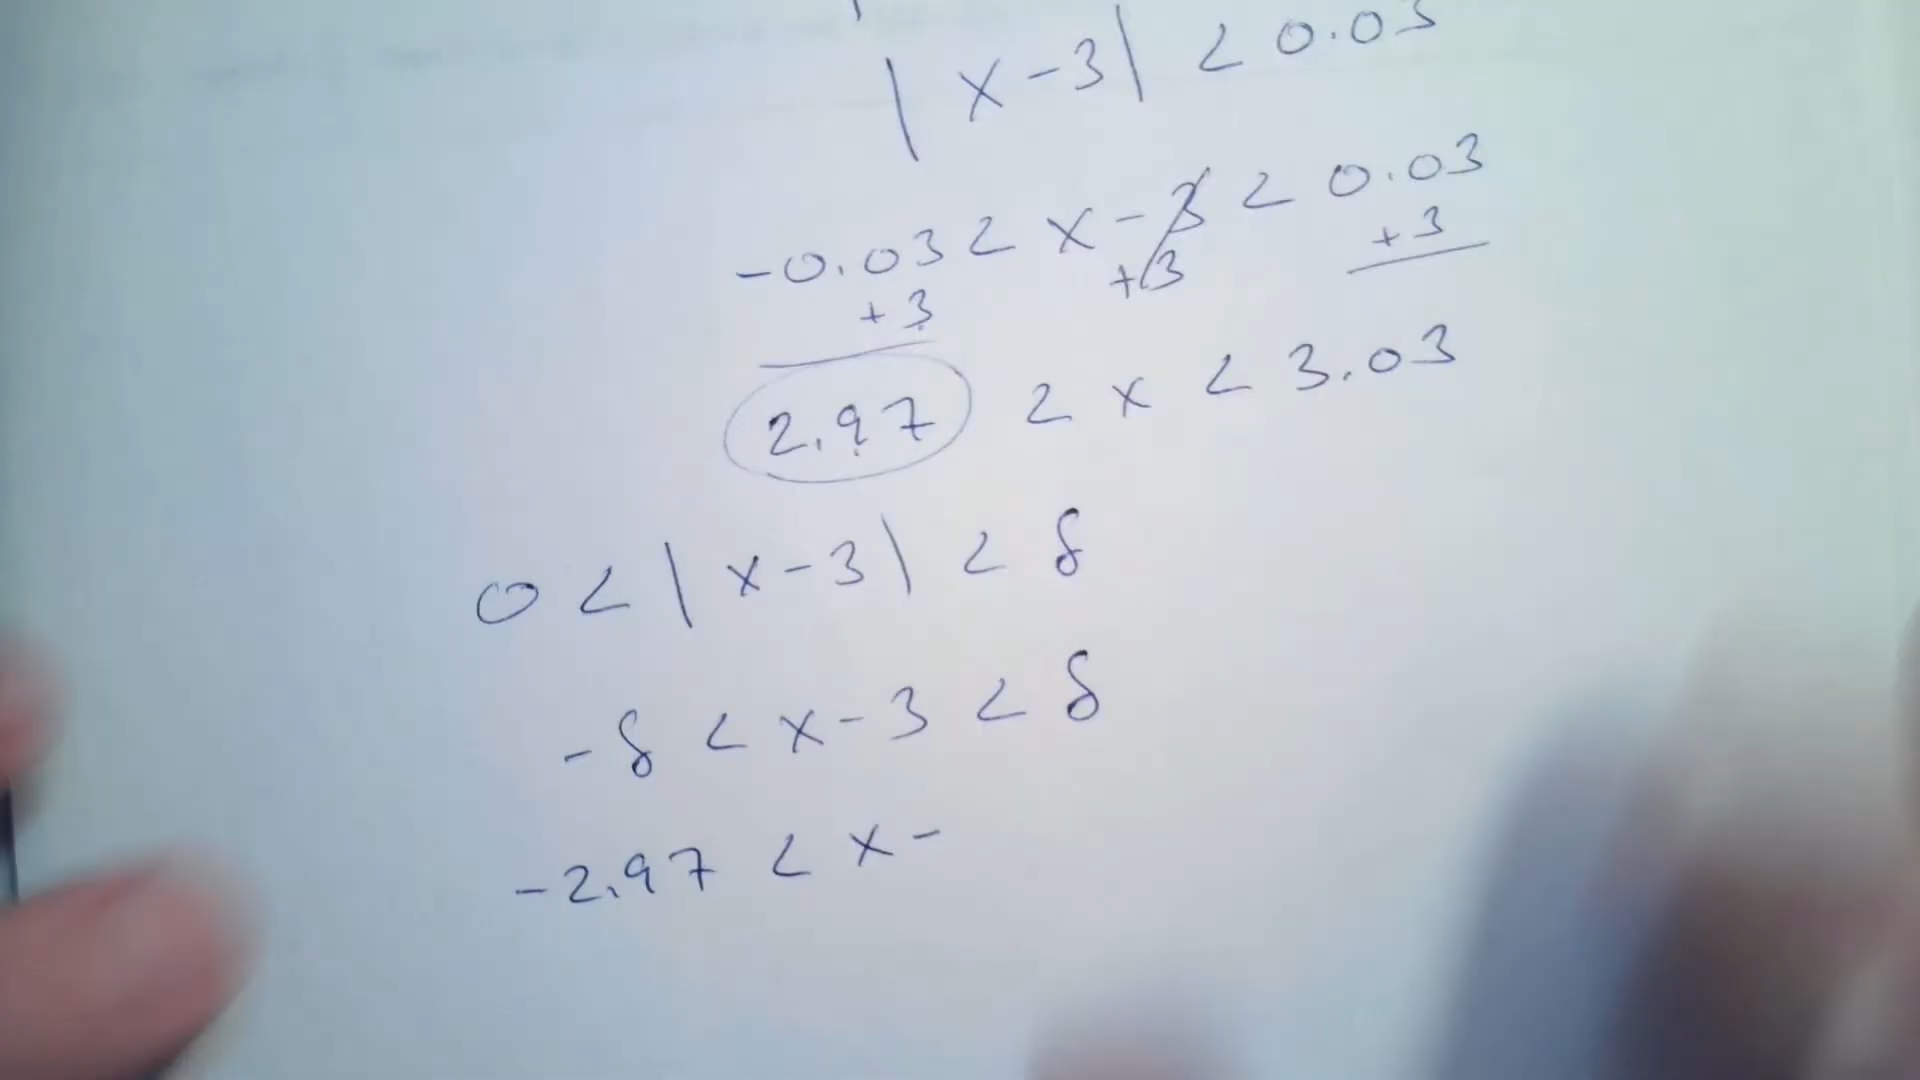 | x - 3 | < 0.03
-0.03 < x - 3 < 0.03
+3 +3 +3
2.97 < x < 3.03
0 < | x - 3 | < δ
-δ < x - 3 < δ
-2.97 < x -